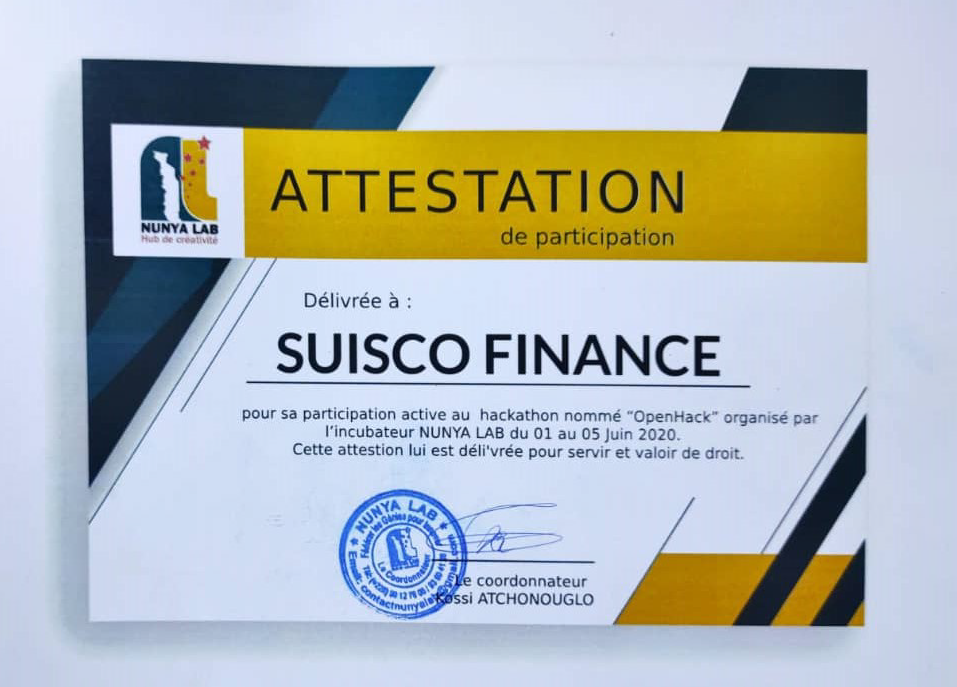 NUNYA LAB
Hub de créativité
ATTESTATION
de participation
Délivrée à :
SUISCO FINANCE
pour sa participation active au hackathon nommé “OpenHack” organisé par
l’incubateur NUNYA LAB du 01 au 05 Juin 2020.
Cette attestion lui est déli'vrée pour servir et valoir de droit.
NUNYA LAB
Le Coordonnateur
Le coordonnateur
Kossi ATCHONOUGLO